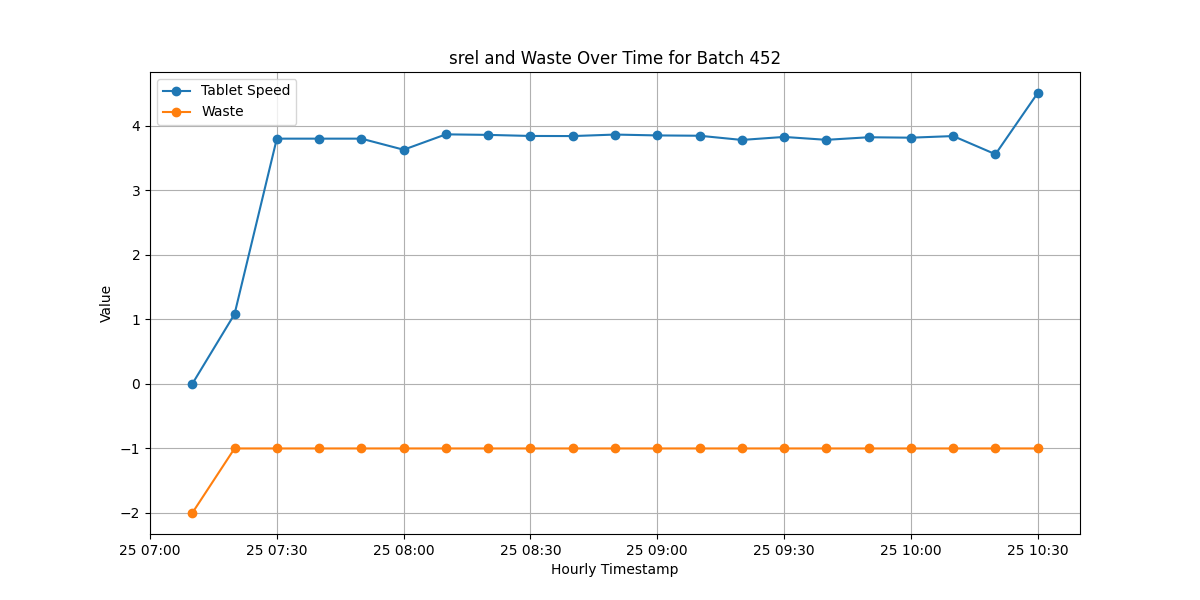 srel and Waste Over Time for Batch 452
Tablet Speed
Waste
Value
4
3
2
1
0
−1
−2
25 07:00 25 07:30 25 08:00 25 08:30 25 09:00 25 09:30 25 10:00 25 10:30
Hourly Timestamp